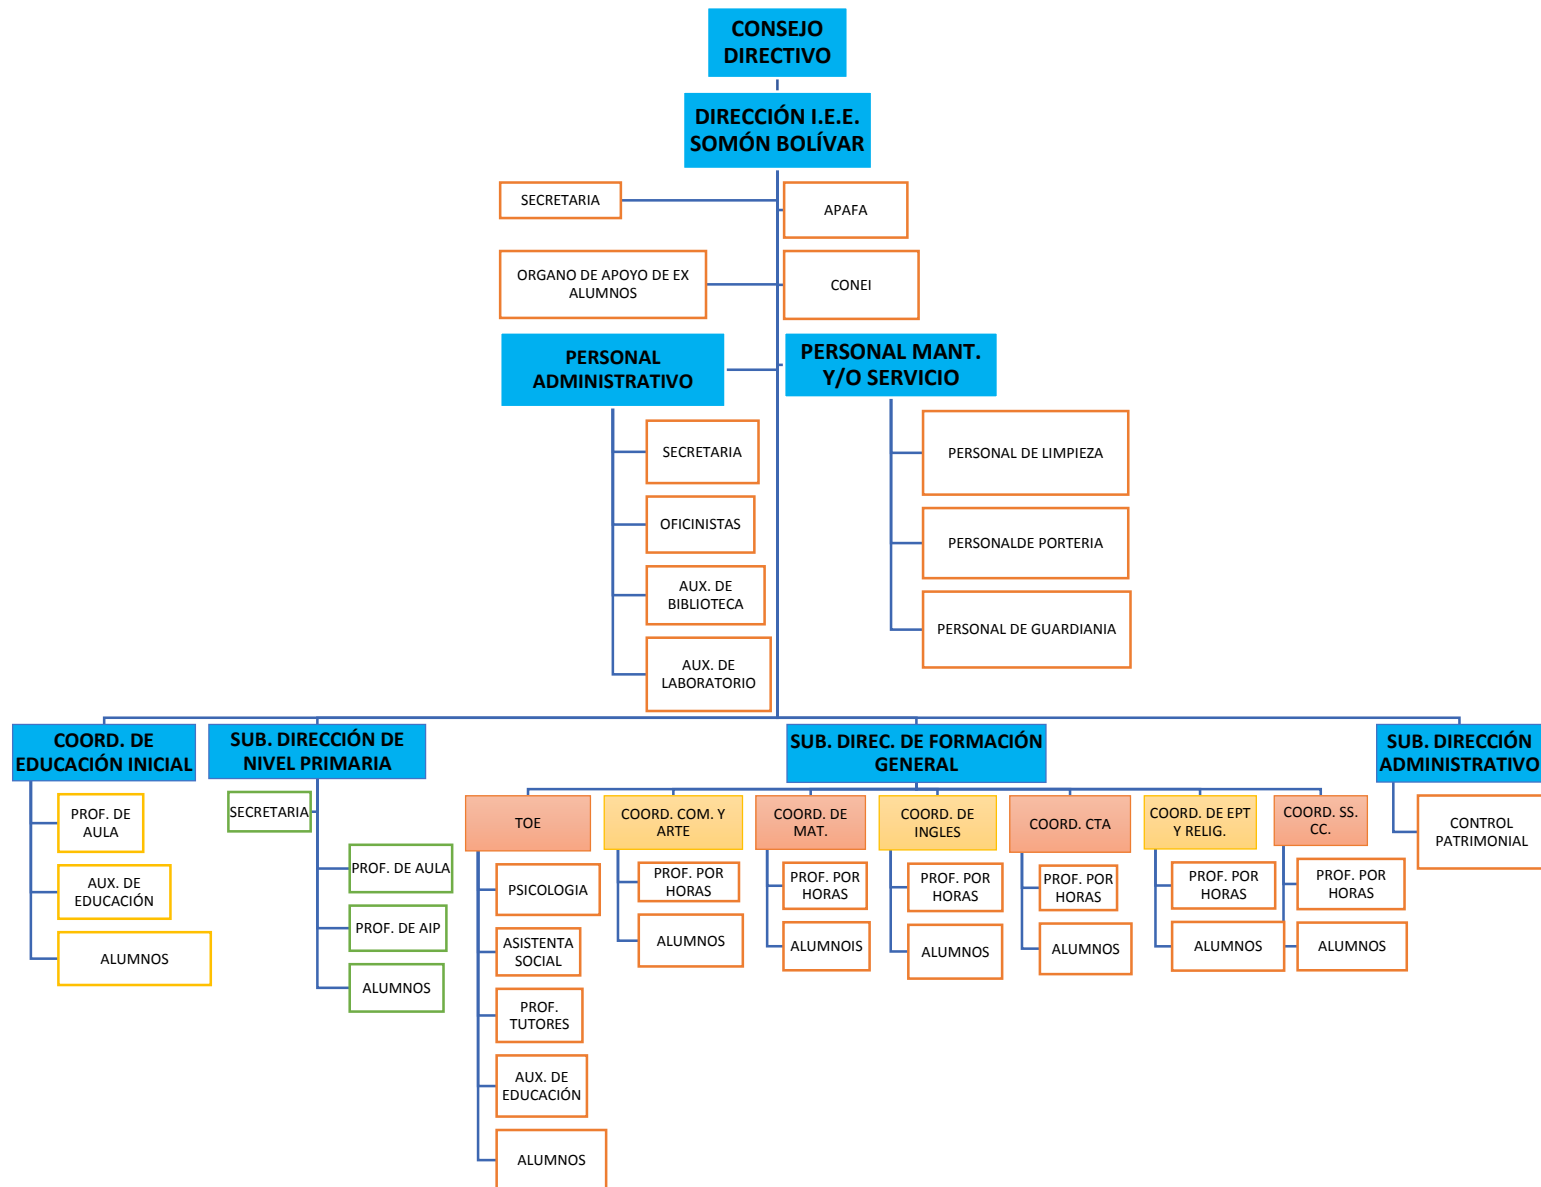 CONSEJO
DIRECTIVO
DIRECCIÓN I.E.E.
SOMÓN BOLÍVAR
SECRETARIA
APAFA
ORGANO DE APOYO DE EX
ALUMNOS
CONEI
PERSONAL
ADMINISTRATIVO
PERSONAL MANT.
Y/O SERVICIO
SECRETARIA
OFICINISTAS
AUX. DE
BIBLIOTECA
AUX. DE
LABORATORIO
PERSONAL DE LIMPIEZA
PERSONALDE PORTERIA
PERSONAL DE GUARDIANIA
COORD. DE
EDUCACIÓN INICIAL
PROF. DE
AULA
AUX. DE
EDUCACIÓN
ALUMNOS
SUB. DIRECCIÓN DE
NIVEL PRIMARIA
SECRETARIA
PROF. DE AULA
PROF. DE AIP
ALUMNOS
SUB. DIREC. DE FORMACIÓN
GENERAL
TOE
PSICOLOGIA
ASISTENTA
SOCIAL
PROF.
TUTORES
AUX. DE
EDUCACIÓN
ALUMNOS
COORD. COM. Y
ARTE
PROF. POR
HORAS
ALUMNOS
COORD. DE
MAT.
PROF. POR
HORAS
ALUMNOIS
COORD. DE
INGLES
PROF. POR
HORAS
ALUMNOS
COORD. CTA
PROF. POR
HORAS
ALUMNOS
COORD. DE EPT
Y RELIG.
PROF. POR
HORAS
ALUMNOS
COORD. SS.
CC.
PROF. POR
HORAS
ALUMNOS
SUB. DIRECCIÓN
ADMINISTRATIVO
CONTROL
PATRIMONIAL